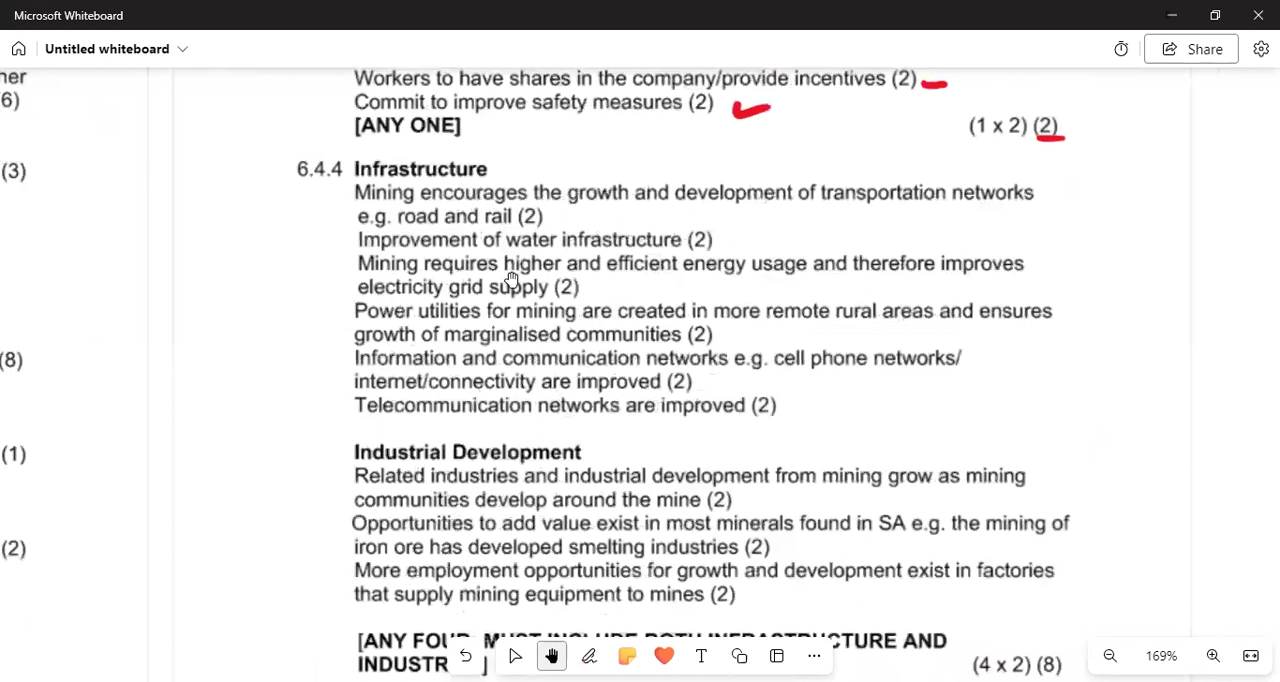 Microsoft Whiteboard
Untitled whiteboard
Share
her
6)
(3)
(8)
(1)
(2)
Workers to have shares in the company/provide incentives (2)
Commit to improve safety measures (2)
[ANY ONE] (1 x 2) (2)
6.4.4 Infrastructure
Mining encourages the growth and development of transportation networks
e.g. road and rail (2)
Improvement of water infrastructure (2)
Mining requires higher and efficient energy usage and therefore improves
electricity grid supply (2)
Power utilities for mining are created in more remote rural areas and ensures
growth of marginalised communities (2)
Information and communication networks e.g. cell phone networks/
internet/connectivity are improved (2)
Telecommunication networks are improved (2)
Industrial Development
Related industries and industrial development from mining grow as mining
communities develop around the mine (2)
Opportunities to add value exist in most minerals found in SA e.g. the mining of
iron ore has developed smelting industries (2)
More employment opportunities for growth and development exist in factories
that supply mining equipment to mines (2)
[ANY FOUR MUST INCLUDE BOTH INFRASTRUCTURE AND
INDUSTR ] (4 x 2) (8)
169%